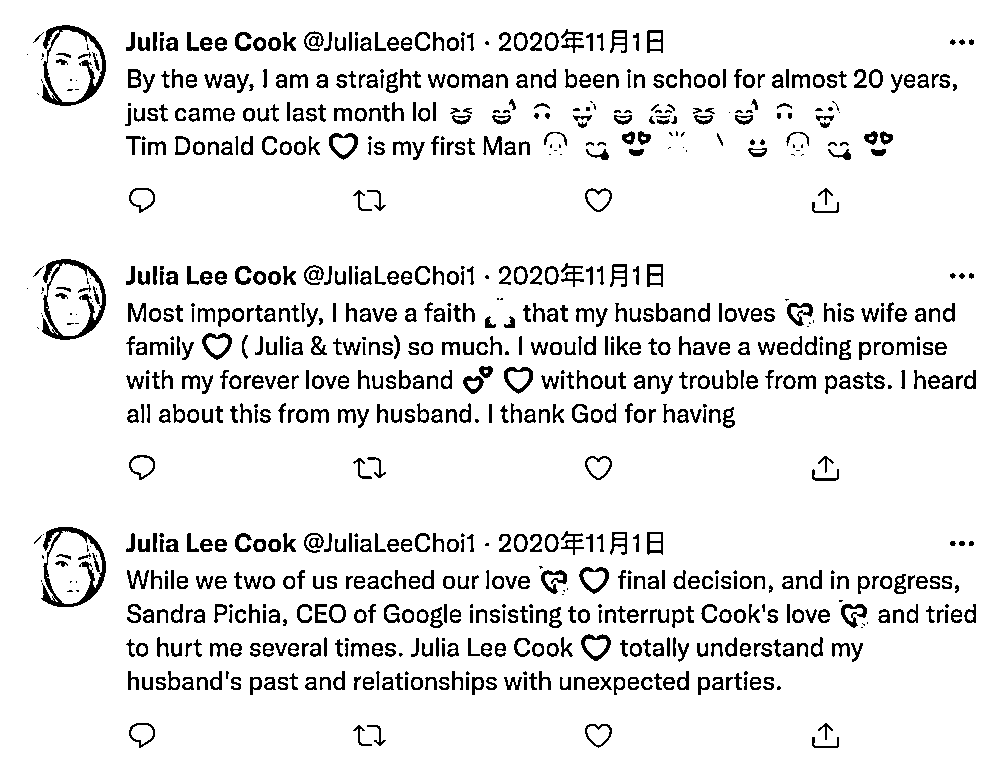 Julia Lee Cook @JuliaLeeChoi1 · 2020年11月1日
By the way, I am a straight woman and been in school for almost 20 years,
just came out last month lol
Tim Donald Cook ♡ is my first Man
Julia Lee Cook @JuliaLeeChoi1 · 2020年11月1日
Most importantly, I have a faith that my husband loves his wife and
family ♡ ( Julia & twins) so much. I would like to have a wedding promise
with my forever love husband 💕 ♡ without any trouble from pasts. I heard
all about this from my husband. I thank God for having
Julia Lee Cook @JuliaLeeChoi1 · 2020年11月1日
While we two of us reached our love ♡ final decision, and in progress,
Sandra Pichia, CEO of Google insisting to interrupt Cook's love and tried
to hurt me several times. Julia Lee Cook ♡ totally understand my
husband's past and relationships with unexpected parties.